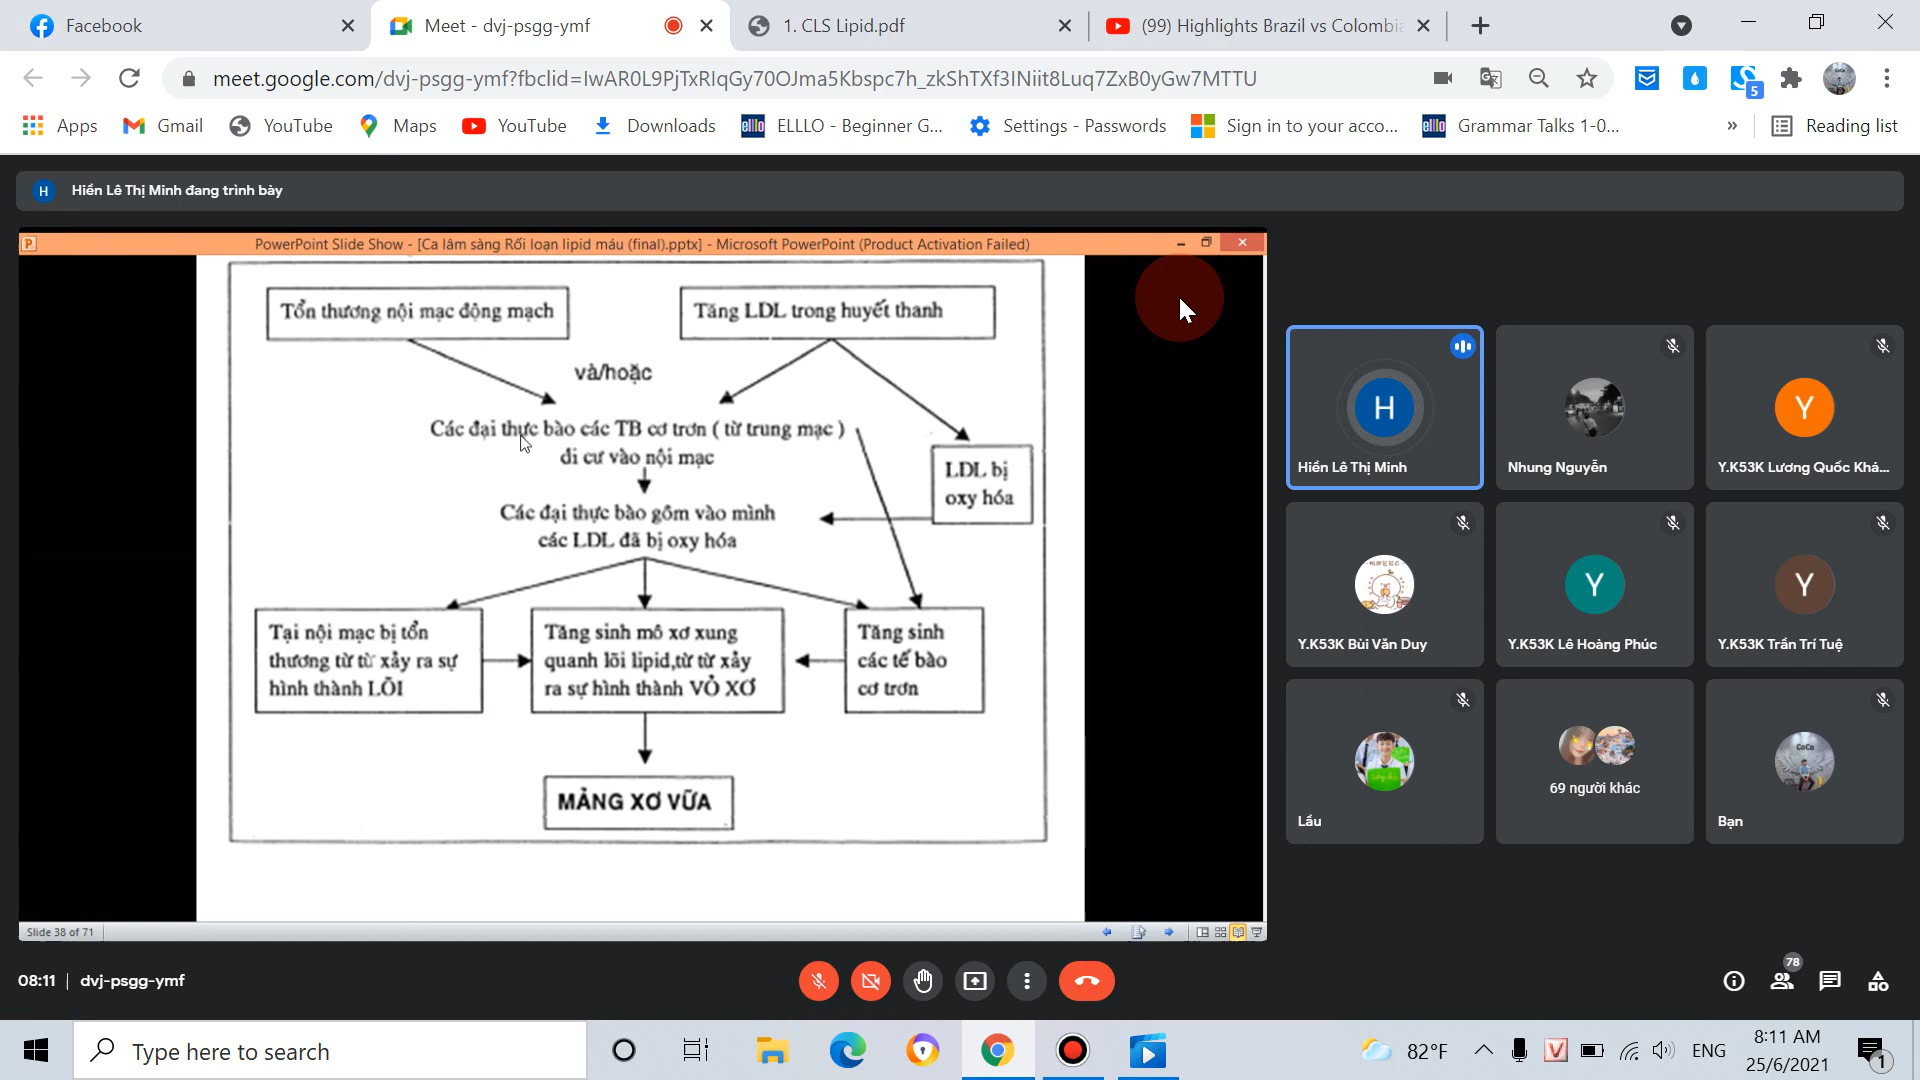 Facebook
Meet - dvj-psgg-ymf
1. CLS Lipid.pdf
(99) Highlights Brazil vs Colombia
meet.google.com/dvj-psgg-ymf?fbclid=IwAR0L9PjTxRlqGy70OJma5Kbspc7h_zkShTXf3INiit8Luq7ZxB0yGw7MTTU
5
Apps
Gmail
YouTube
Maps
YouTube
Downloads
ELLLO - Beginner G...
Settings - Passwords
Sign in to your acco...
Grammar Talks 1-0...
»
Reading list
H
Hiền Lê Thị Minh đang trình bày
PowerPoint Slide Show - [Ca lâm sàng Rối loạn lipid máu (final).pptx] - Microsoft PowerPoint (Product Activation Failed)
Tổn thương nội mạc động mạch
Tăng LDL trong huyết thanh
và/hoặc
Các đại thực bào các TB cơ trơn ( từ trung mạc )
di cư vào nội mạc
LDL bị
oxy hóa
Các đại thực bào gôm vào mình
các LDL đã bị oxy hóa
Tại nội mạc bị tổn
thương từ từ xảy ra sự
hình thành LÕI
Tăng sinh mô xơ xung
quanh lõi lipid,từ từ xảy
ra sự hình thành VỎ XƠ
Tăng sinh
các tế bào
cơ trơn
MẢNG XƠ VỮA
Slide 38 of 71
H
Hiền Lê Thị Minh
Nhung Nguyễn
Y
Y.K53K Lương Quốc Khá...
Y.K53K Bùi Văn Duy
Y
Y.K53K Lê Hoàng Phúc
Y
Y.K53K Trần Trí Tuệ
Lầu
69 người khác
CoCo
Bạn
08:11 | dvj-psgg-ymf
78
Type here to search
82°F
ENG
8:11 AM
25/6/2021
1